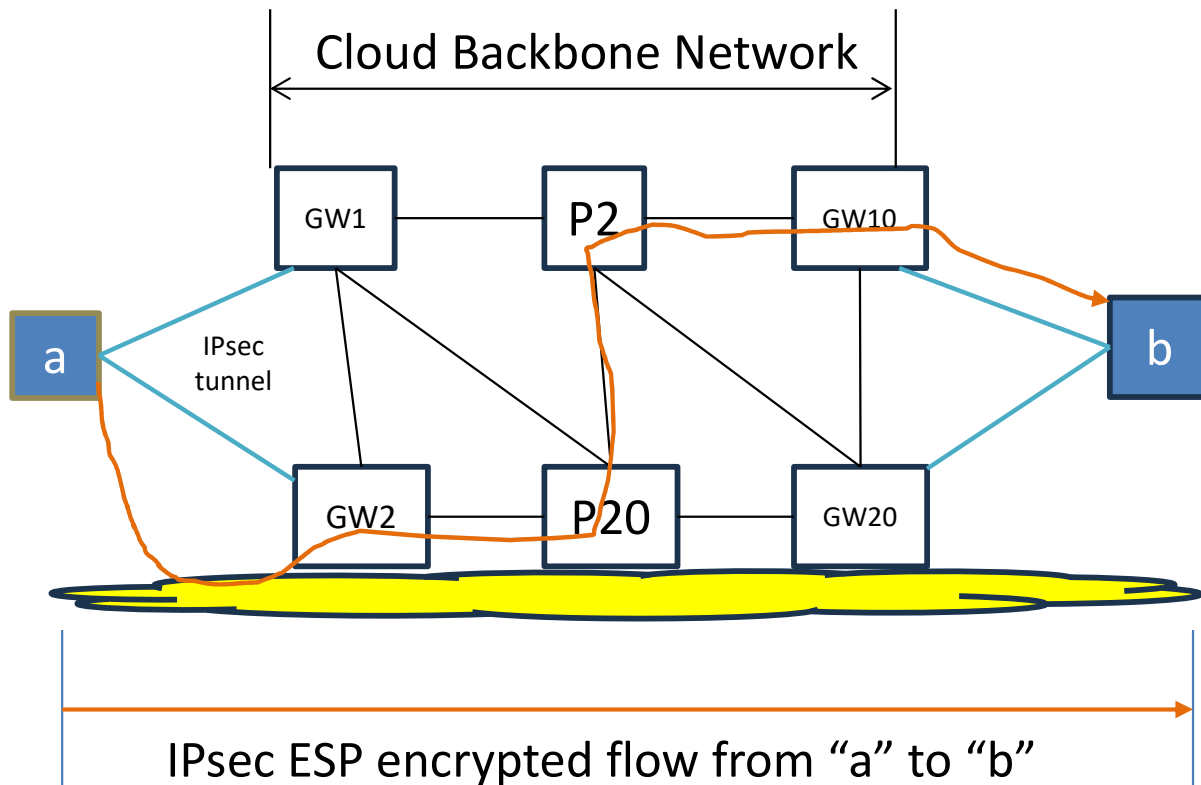 Cloud Backbone Network
GW1
P2
GW10
a
IPsec
tunnel
b
GW2
P20
GW20
IPsec ESP encrypted flow from “a” to “b”